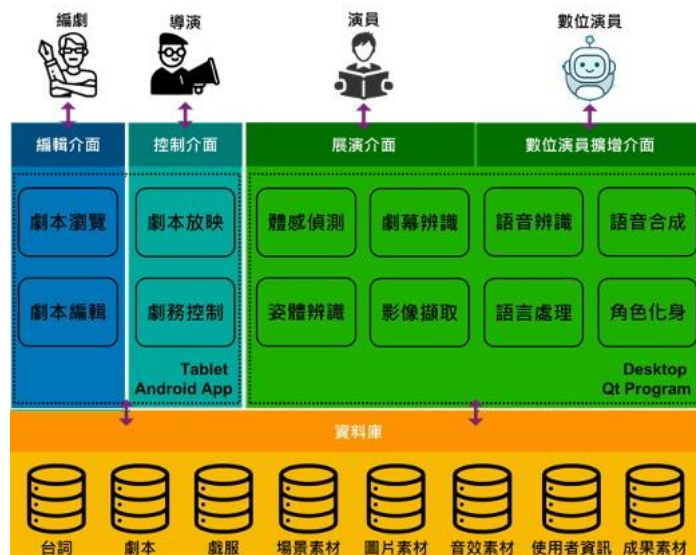 編劇
導演
演員
數位演員
編輯介面
控制介面
展演介面
數位演員擴增介面
劇本瀏覽
劇本放映
體感偵測
劇幕辨識
語音辨識
語音合成
劇本編輯
劇務控制
姿體辨識
影像擷取
語言處理
角色化身
Tablet
Android App
Desktop
Qt Program
資料庫
台詞
劇本
戲服
場景素材
圖片素材
音效素材
使用者資訊
成果素材